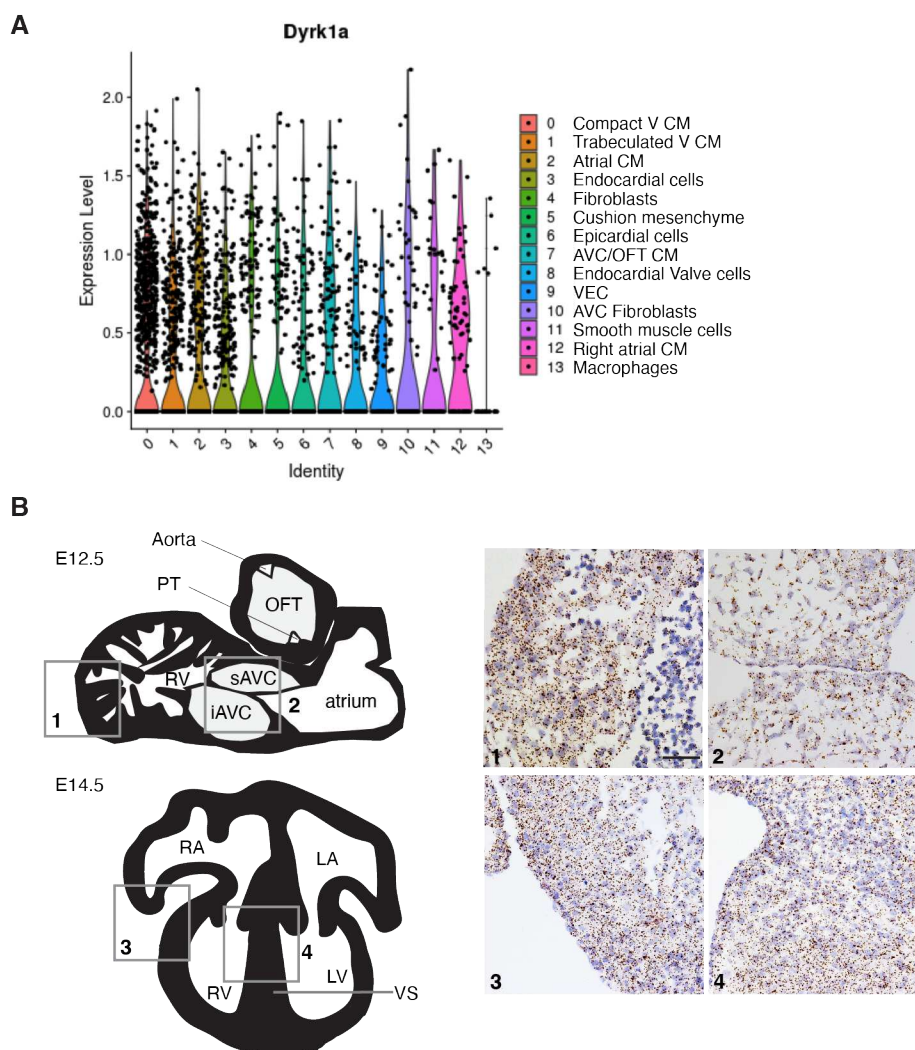 A
Dyrk1a
2.0
1.5
1.0
0.5
0.0
Expression Level
0 1 2 3 4 5 6 7 8 9 10 11 12 13
Identity
0 Compact V CM
1 Trabeculated V CM
2 Atrial CM
3 Endocardial cells
4 Fibroblasts
5 Cushion mesenchyme
6 Epicardial cells
7 AVC/OFT CM
8 Endocardial Valve cells
9 VEC
10 AVC Fibroblasts
11 Smooth muscle cells
12 Right atrial CM
13 Macrophages
B
E12.5
Aorta
PT
OFT
RV
sAVC
iAVC
atrium
1
2
E14.5
RA
LA
3
4
RV
LV
VS
1
2
3
4